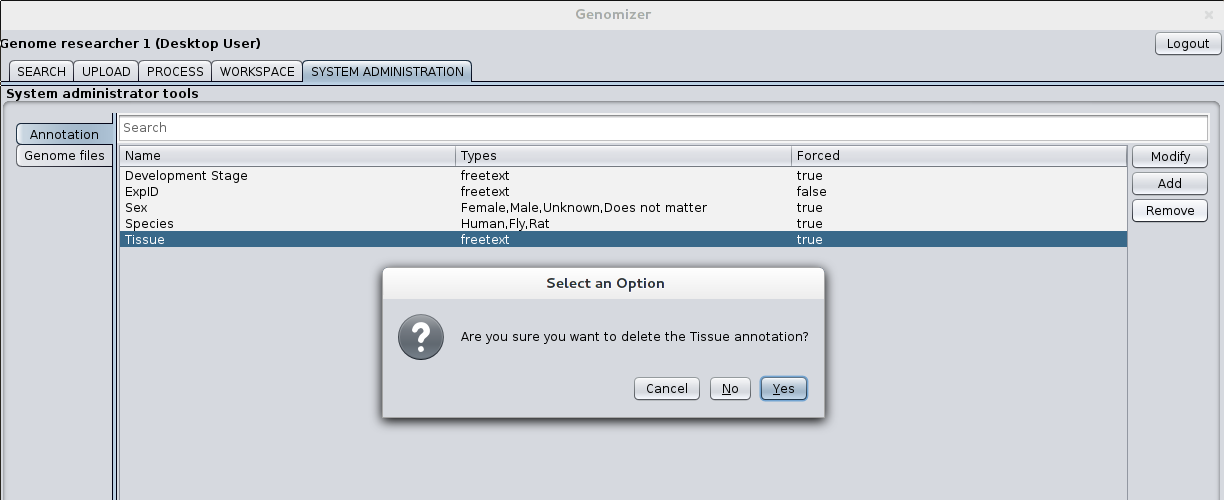 Genomizer
Genome researcher 1 (Desktop User)
Logout
SEARCH UPLOAD PROCESS WORKSPACE SYSTEM ADMINISTRATION
System administrator tools
Annotation
Genome files
Search
Name Types Forced
Development Stage freetext true
ExpID freetext false
Sex Female,Male,Unknown,Does not matter true
Species Human,Fly,Rat true
Tissue freetext true
Modify
Add
Remove
Select an Option
?
Are you sure you want to delete the Tissue annotation?
Cancel No Yes